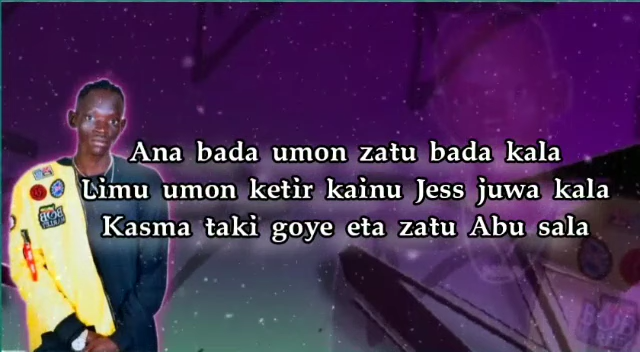 Ana bada umon zatu bada kala
Limu umon ketir kainu Jess juwa kala
Kasma taki goye eta zatu Abu sala
BOB